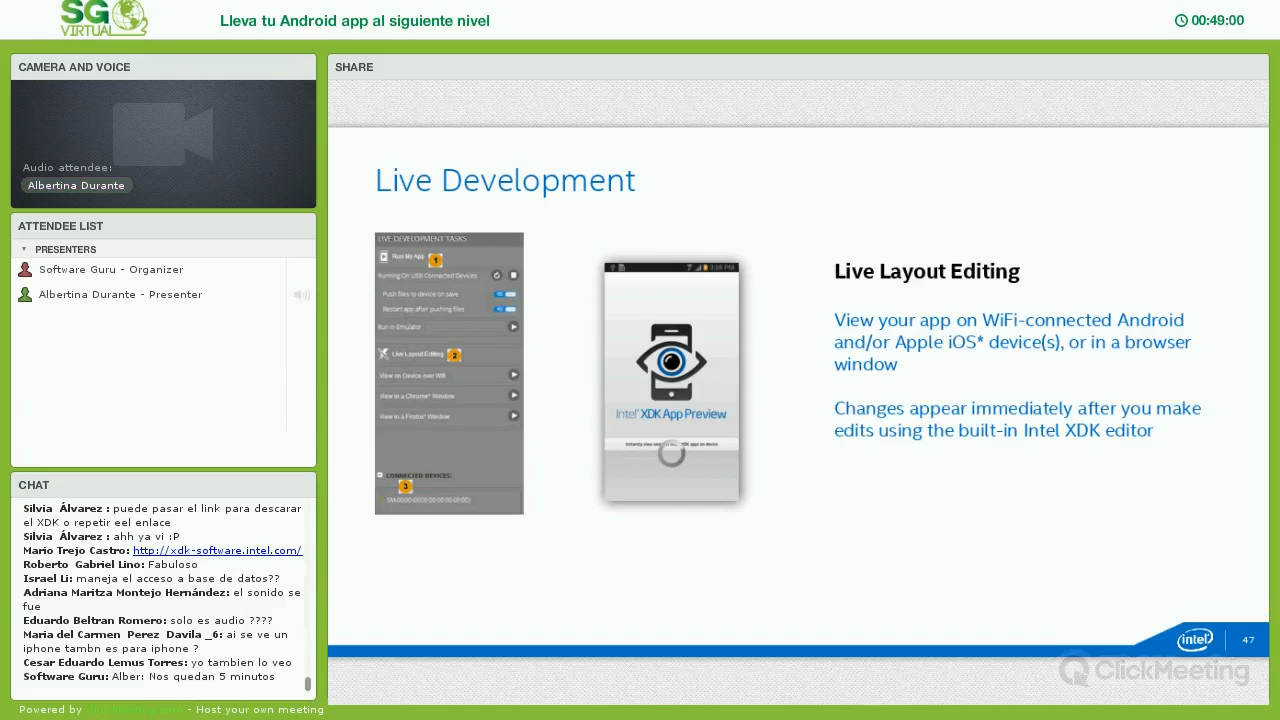 SG
VIRTUAL
Lleva tu Android app al siguiente nivel
00:49:00
CAMERA AND VOICE
Audio attendee:
Albertina Durante
ATTENDEE LIST
PRESENTERS
Software Guru - Organizer
Albertina Durante - Presenter
CHAT
Silvia Álvarez : puede pasar el link para descarar
el XDK o repetir eel enlace
Silvia Álvarez : ahh ya vi :P
Mario Trejo Castro: http://xdk-software.intel.com/
Roberto Gabriel Lino: Fabuloso
Israel Li: maneja el acceso a base de datos??
Adriana Maritza Montejo Hernández: el sonido se
fue
Eduardo Beltran Romero: solo es audio ????
Maria del Carmen Perez Davila _6: ai se ve un
iphone tambn es para iphone ?
Cesar Eduardo Lemus Torres: yo tambien lo veo
Software Guru: Alber: Nos quedan 5 minutos
Powered by ClickMeeting.com - Host your own meeting
SHARE
Live Development
LIVE DEVELOPMENT TASKS
Run My App
1
Running On USB Connected Devices
Push files to device on save
Restart app after pushing files
Run in Emulator
Live Layout Editing
2
View on Device over Wifi
View in a Chrome* Window
View in a Firefox* Window
CONNECTED DEVICES:
3
3:38 PM
Intel® XDK App Preview
Live Layout Editing
View your app on WiFi-connected Android
and/or Apple iOS* device(s), or in a browser
window
Changes appear immediately after you make
edits using the built-in Intel XDK editor
intel
47
ClickMeeting